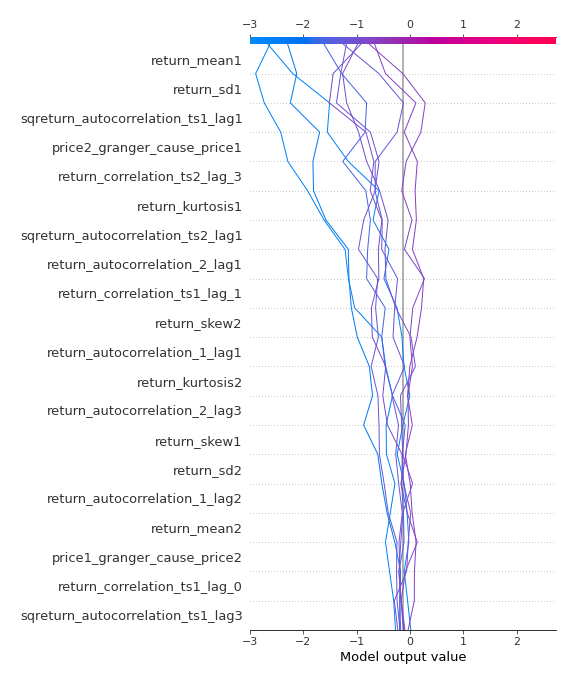 −3 −2 −1 0 1 2
return_mean1
return_sd1
sqreturn_autocorrelation_ts1_lag1
price2_granger_cause_price1
return_correlation_ts2_lag_3
return_kurtosis1
sqreturn_autocorrelation_ts2_lag1
return_autocorrelation_2_lag1
return_correlation_ts1_lag_1
return_skew2
return_autocorrelation_1_lag1
return_kurtosis2
return_autocorrelation_2_lag3
return_skew1
return_sd2
return_autocorrelation_1_lag2
return_mean2
price1_granger_cause_price2
return_correlation_ts1_lag_0
sqreturn_autocorrelation_ts1_lag3
−3 −2 −1 0 1 2
Model output value